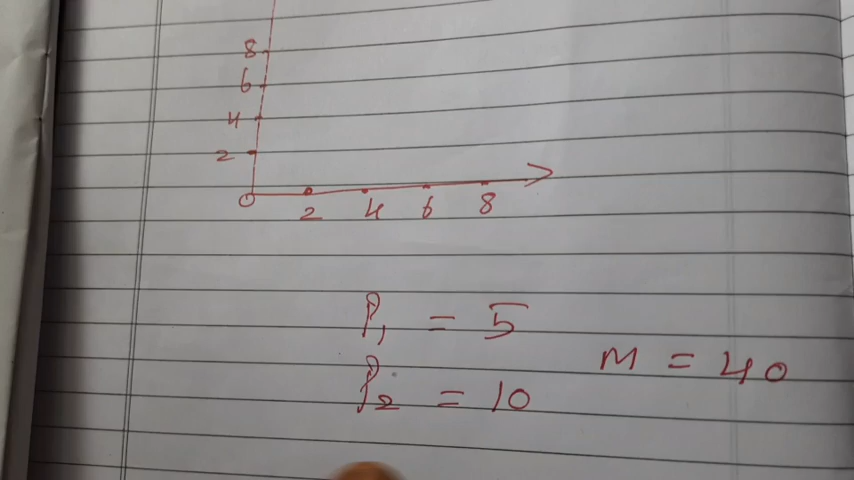 8
6
4
2
0 2 4 6 8
P₁ = 5
M = 40
P₂ = 10